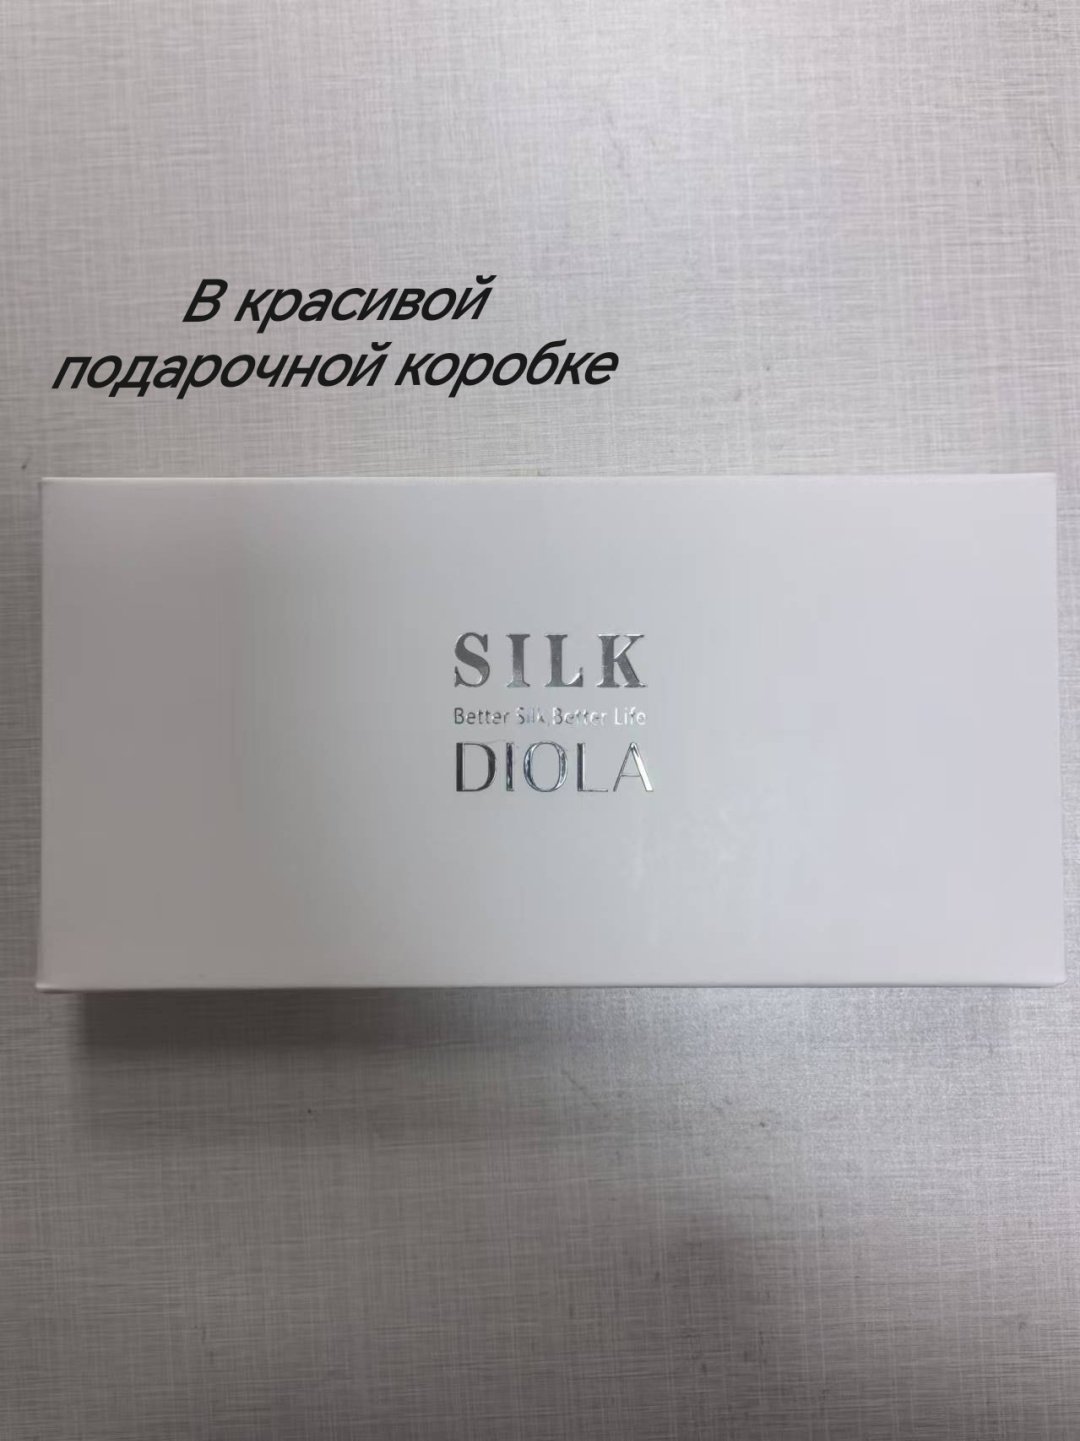 В красивой
подарочной коробке
SILK
Better Silk,Better Life
DIOLA